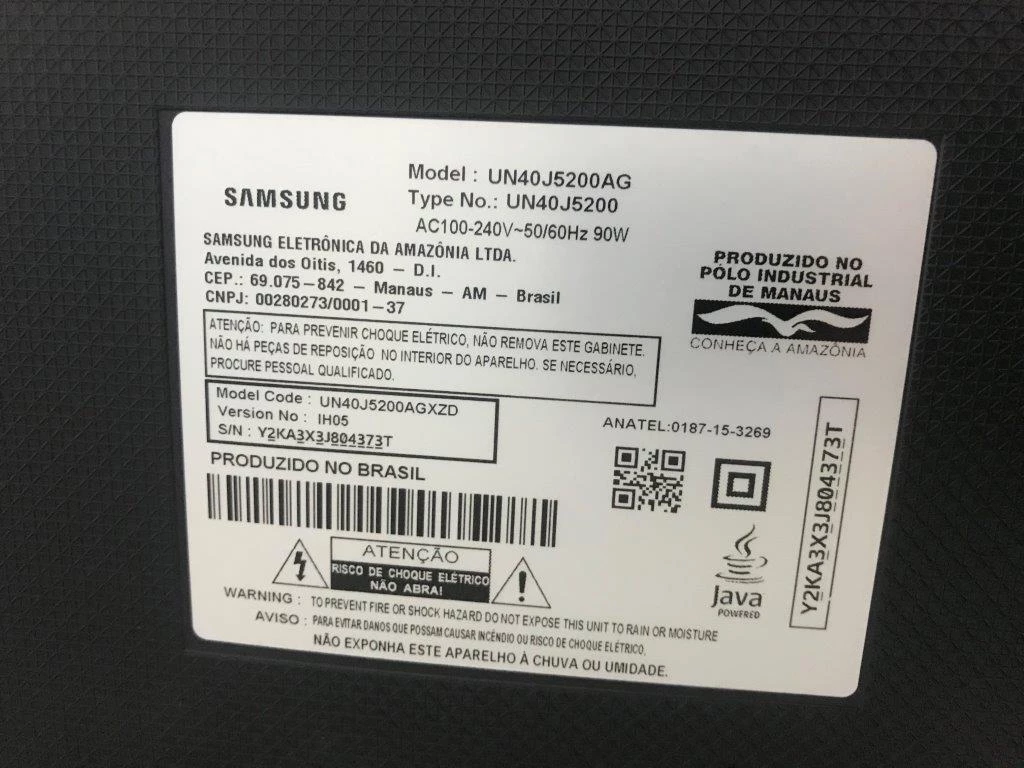 SAMSUNG
Model : UN40J5200AG
Type No.: UN40J5200
AC100-240V~50/60Hz 90W
SAMSUNG ELETRÔNICA DA AMAZÔNIA LTDA.
Avenida dos Oitis, 1460 – D.I.
CEP.: 69.075–842 – Manaus – AM – Brasil
CNPJ: 00280273/0001–37
PRODUZIDO NO
PÓLO INDUSTRIAL
DE MANAUS
CONHEÇA A AMAZÔNIA
ATENÇÃO: PARA PREVENIR CHOQUE ELÉTRICO, NÃO REMOVA ESTE GABINETE.
NÃO HÁ PEÇAS DE REPOSIÇÃO NO INTERIOR DO APARELHO. SE NECESSÁRIO,
PROCURE PESSOAL QUALIFICADO.
Model Code : UN40J5200AGXZD
Version No : IH05
S/N : Y2KA3X3J804373T
ANATEL:0187-15-3269
PRODUZIDO NO BRASIL
Y2KA3X3J804373T
Java
POWERED
ATENÇÃO
RISCO DE CHOQUE ELÉTRICO
NÃO ABRA!
WARNING : TO PREVENT FIRE OR SHOCK HAZARD DO NOT EXPOSE THIS UNIT TO RAIN OR MOISTURE
AVISO : PARA EVITAR DANOS QUE POSSAM CAUSAR INCÊNDIO OU RISCO DE CHOQUE ELÉTRICO,
NÃO EXPONHA ESTE APARELHO À CHUVA OU UMIDADE.